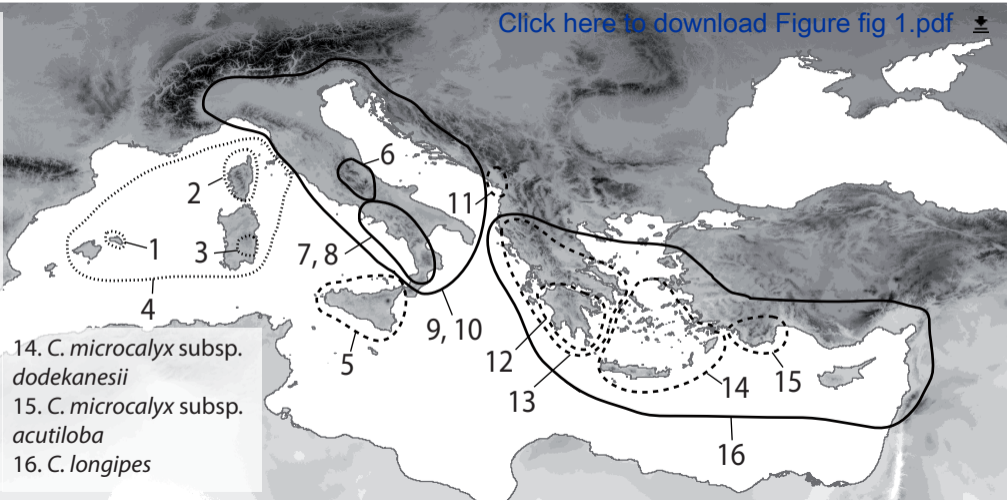 Click here to download Figure fig 1.pdf
6
2
11
1
3
7, 8
4
9, 10
5
12
13
14
15
16
14. C. microcalyx subsp.
dodekanesii
15. C. microcalyx subsp.
acutiloba
16. C. longipes